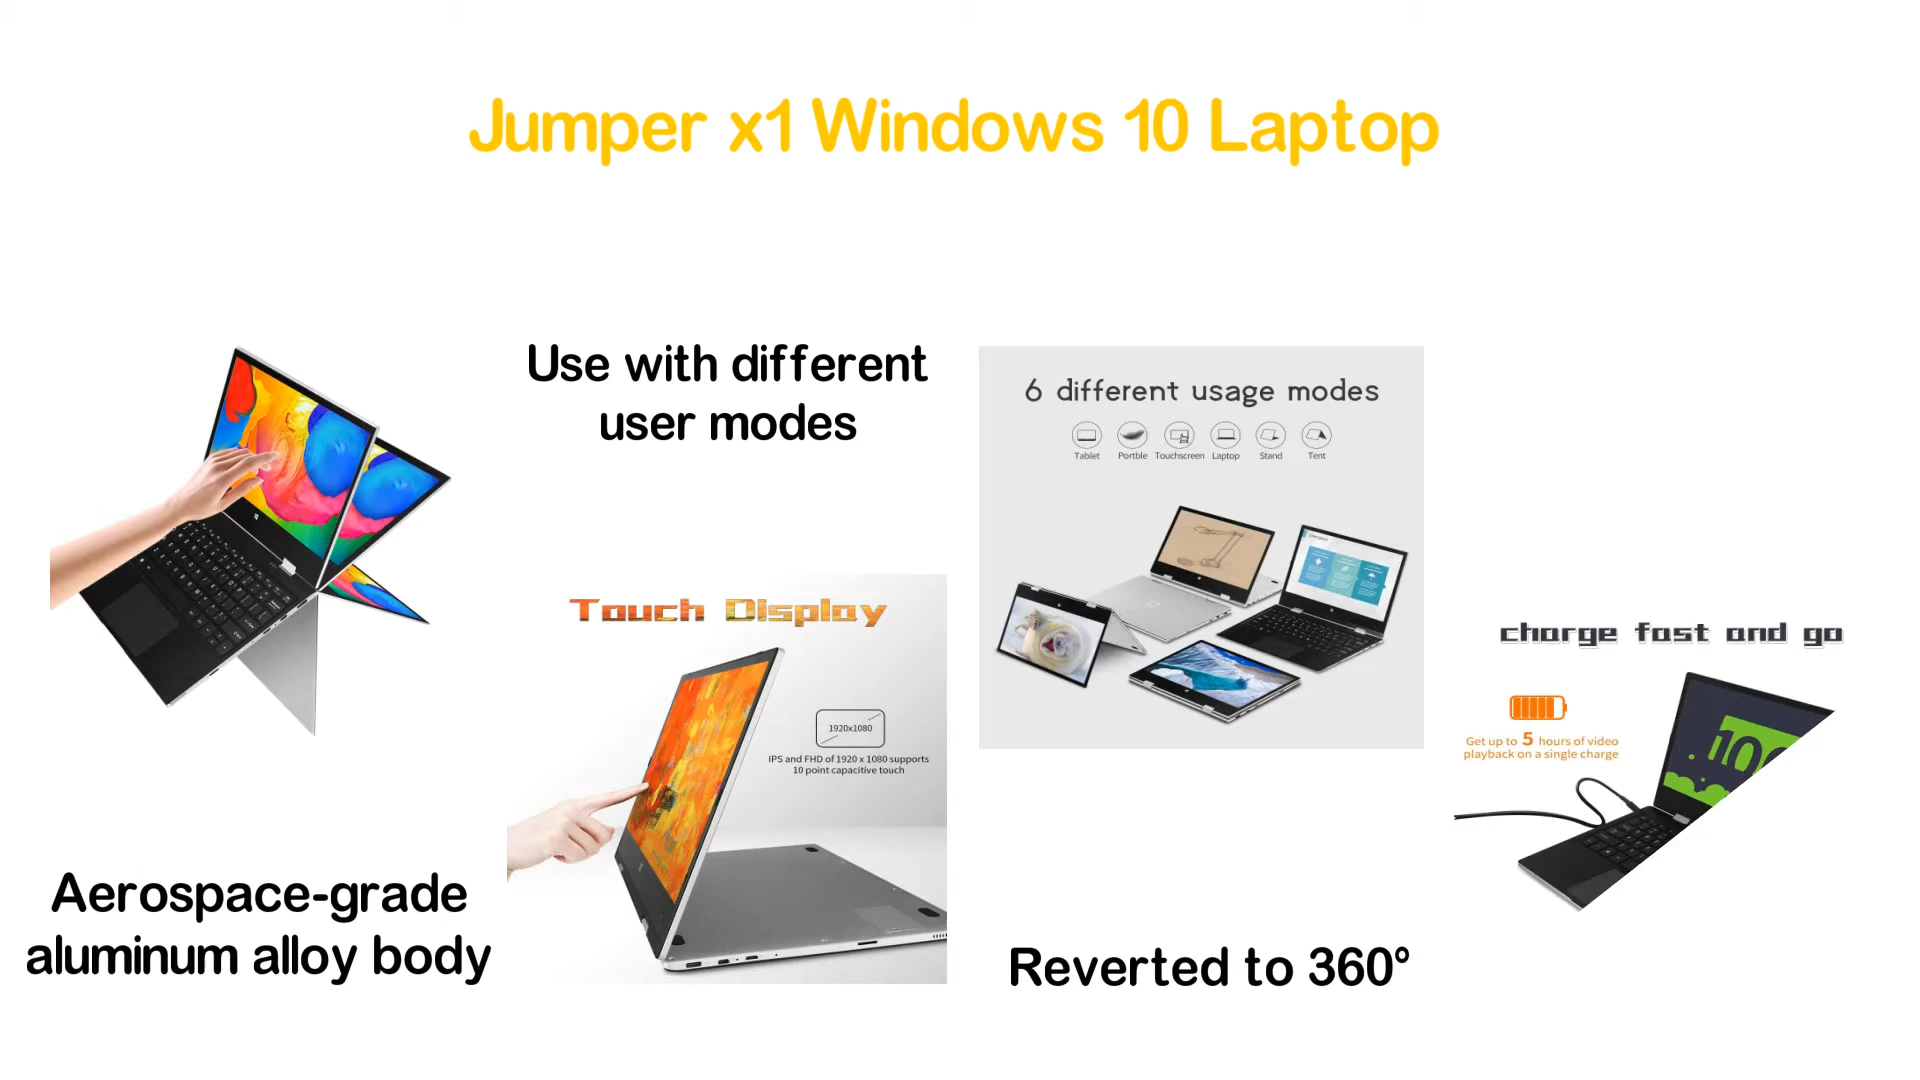 Jumper x1 Windows 10 Laptop
Use with different
user modes
Aerospace-grade
aluminum alloy body
Touch Display
1920x1080
IPS and FHD of 1920 x 1080 supports
10 point capacitive touch
6 different usage modes
Tablet Portble Touchscreen Laptop Stand Tent
Reverted to 360°
charge fast and go
Get up to 5 hours of video
playback on a single charge